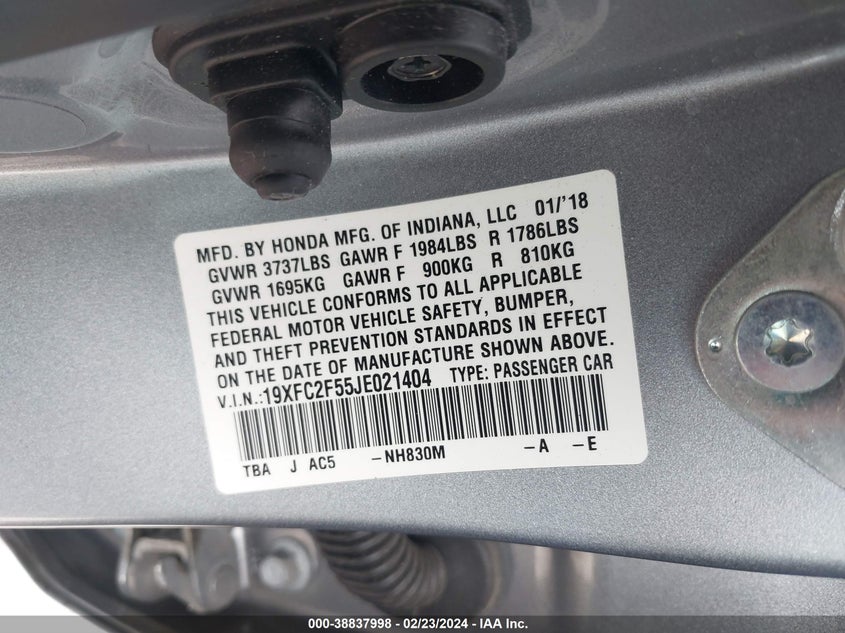 MFD. BY HONDA MFG. OF INDIANA, LLC 01/'18
GVWR 3737LBS GAWR F 1984LBS R 1786LBS
GVWR 1695KG GAWR F 900KG R 810KG
THIS VEHICLE CONFORMS TO ALL APPLICABLE
FEDERAL MOTOR VEHICLE SAFETY, BUMPER,
AND THEFT PREVENTION STANDARDS IN EFFECT
ON THE DATE OF MANUFACTURE SHOWN ABOVE.
V.I.N.:19XFC2F55JE021404 TYPE: PASSENGER CAR
TBA J AC5 -NH830M -A -E
000-38837998 - 02/23/2024 - IAA Inc.